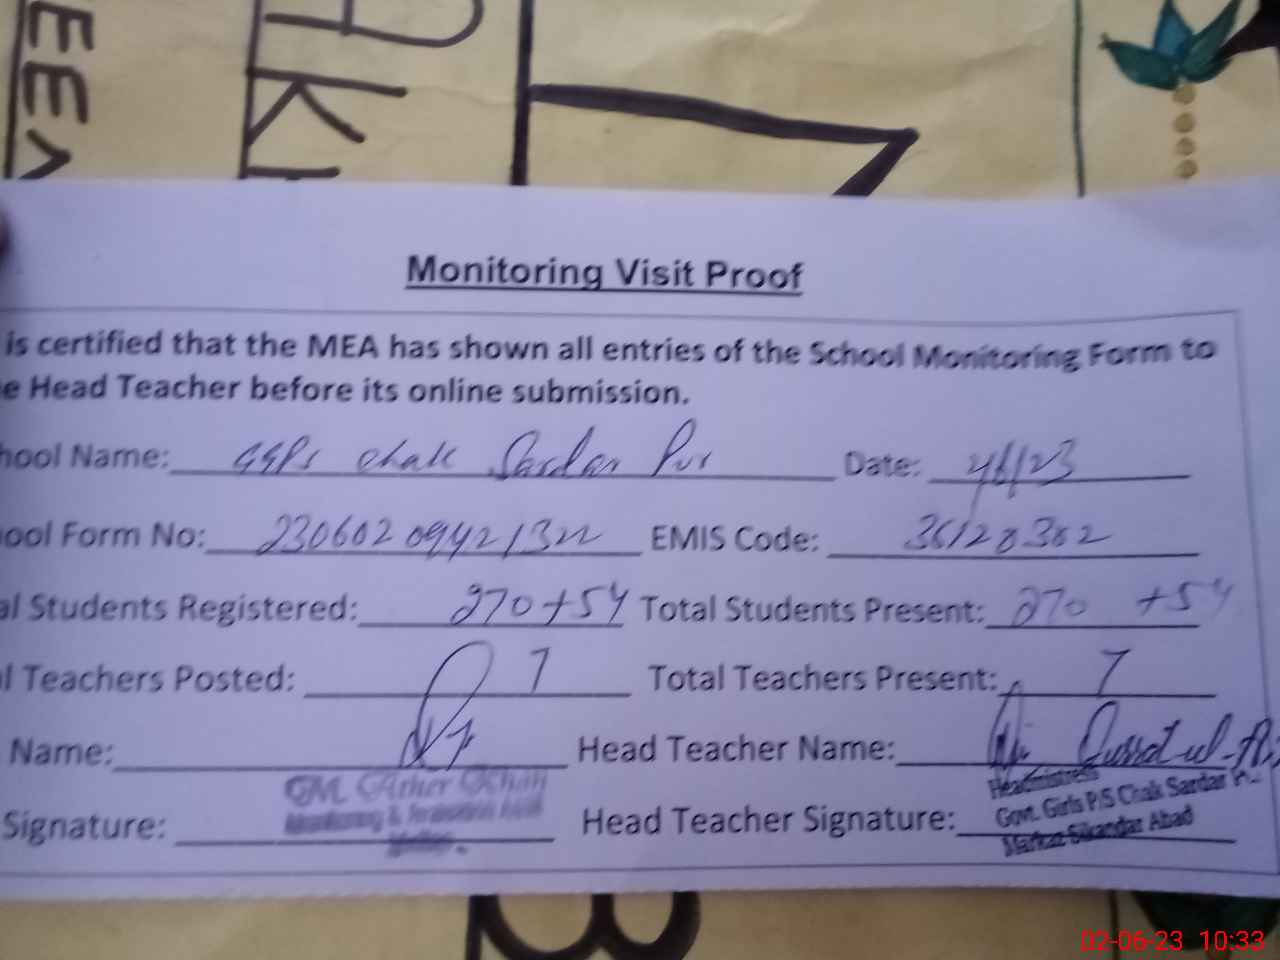 Monitoring Visit Proof
is certified that the MEA has shown all entries of the School Monitoring Form to
e Head Teacher before its online submission.
hool Name: GGPS Chak Sardar Pur Date: 2/6/23
ool Form No: 23060209421322 EMIS Code: 36120302
al Students Registered: 270+54 Total Students Present: 270 +54
l Teachers Posted: 7 Total Teachers Present: 7
Name: Head Teacher Name:
Signature: Head Teacher Signature:
Headmistress
Govt. Girls P/S Chak Sardar
Markaz Sikandar Abad
02-06-23 10:33